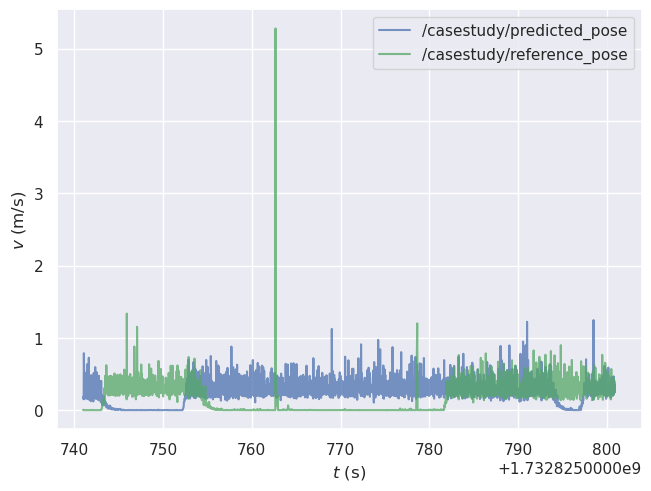 /casestudy/predicted_pose
/casestudy/reference_pose
5
4
3
2
1
0
v (m/s)
740 750 760 770 780 790 800
t (s)
+1.7328250000e9